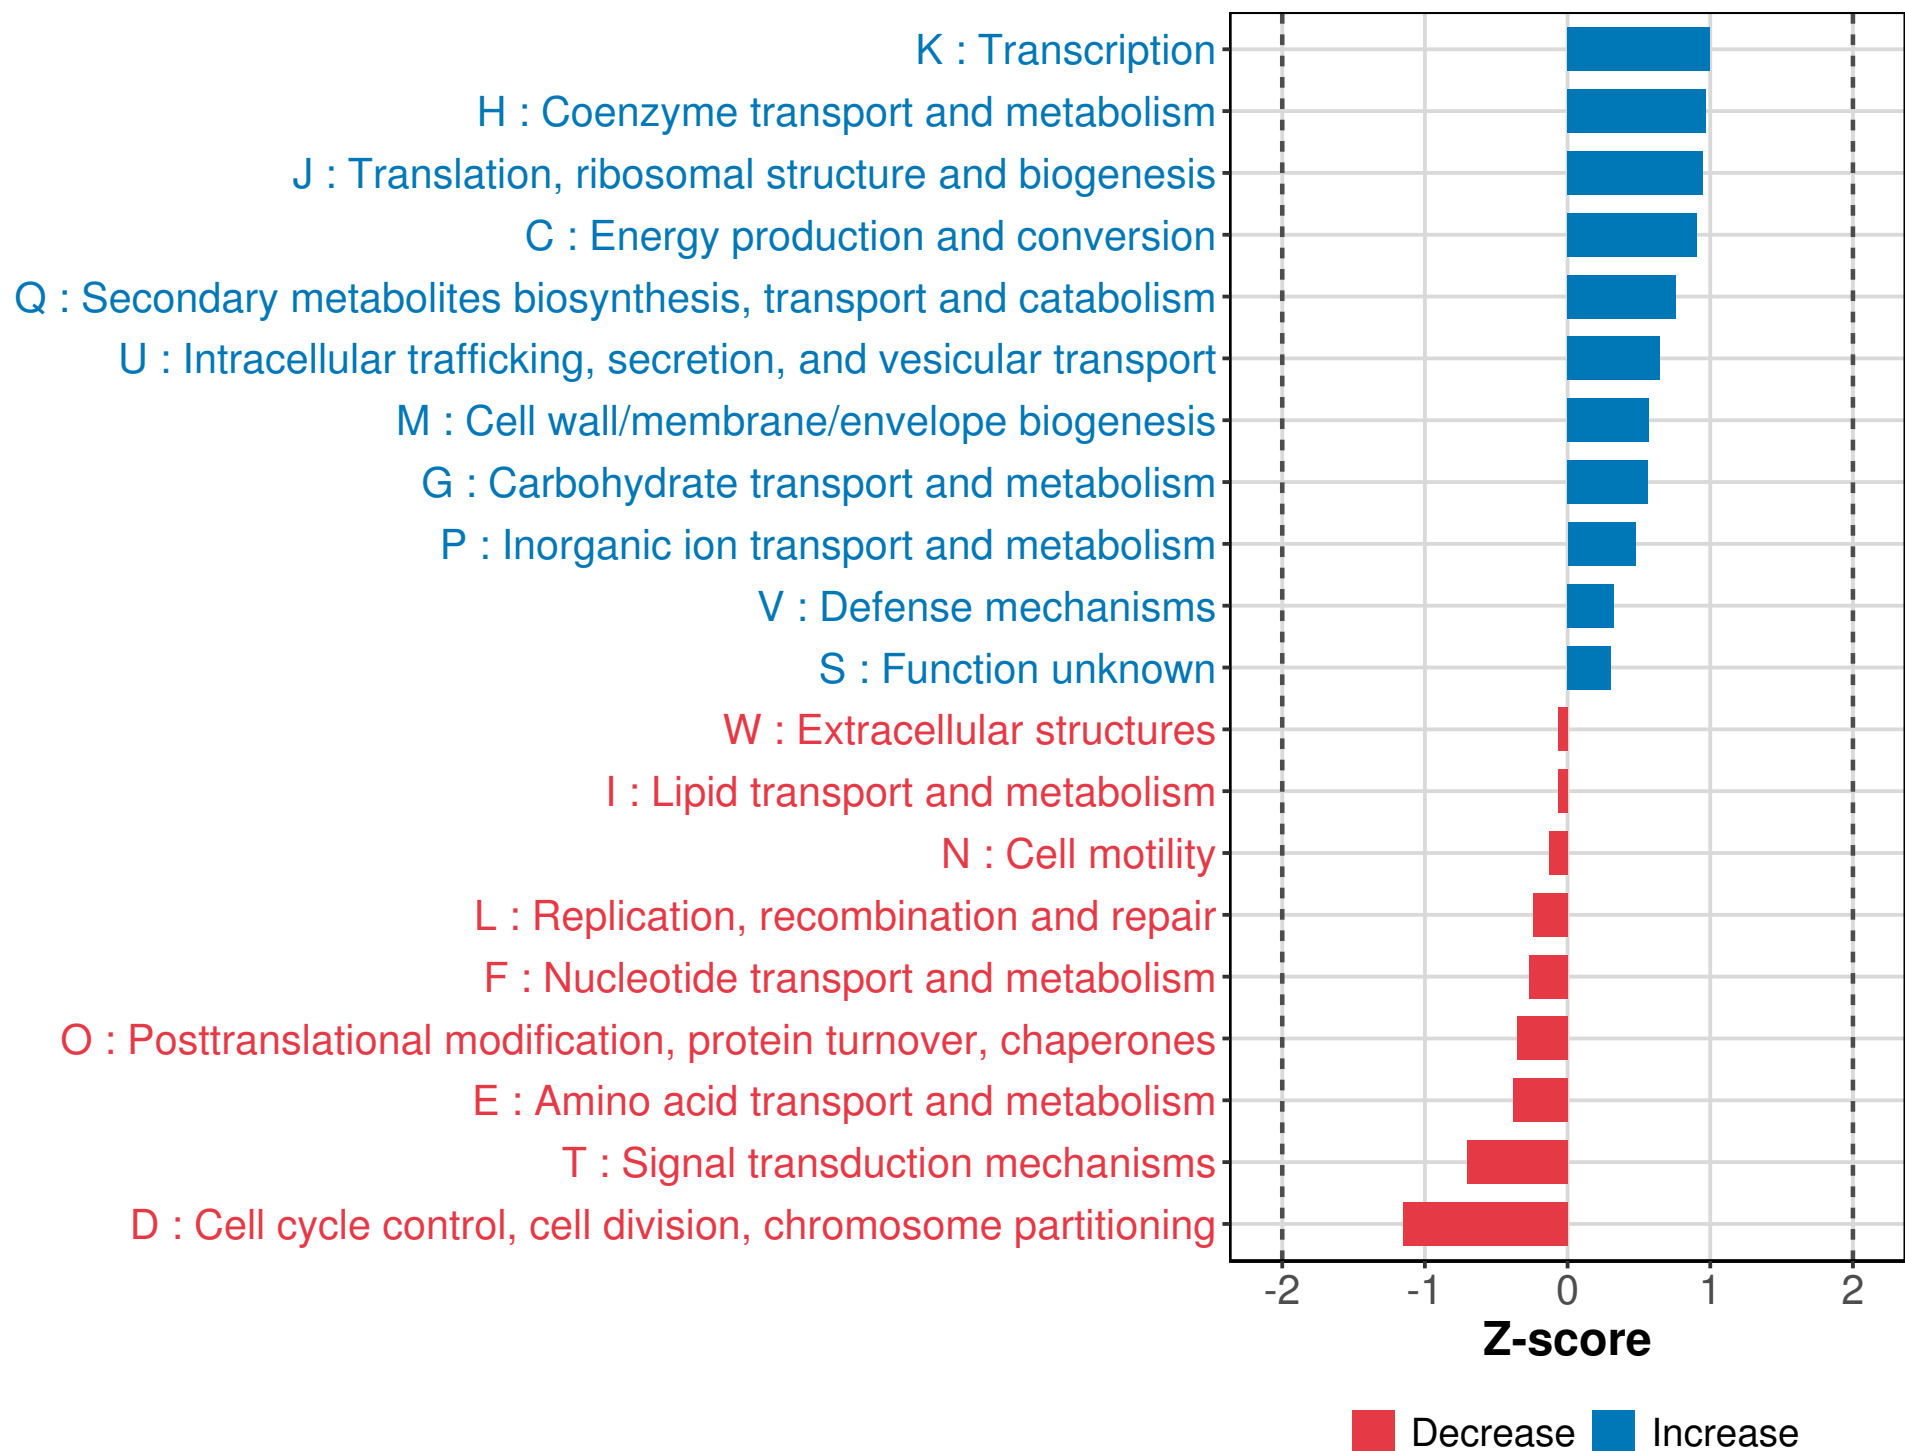 K : Transcription
H : Coenzyme transport and metabolism
J : Translation, ribosomal structure and biogenesis
C : Energy production and conversion
Q : Secondary metabolites biosynthesis, transport and catabolism
U : Intracellular trafficking, secretion, and vesicular transport
M : Cell wall/membrane/envelope biogenesis
G : Carbohydrate transport and metabolism
P : Inorganic ion transport and metabolism
V : Defense mechanisms
S : Function unknown
W : Extracellular structures
I : Lipid transport and metabolism
N : Cell motility
L : Replication, recombination and repair
F : Nucleotide transport and metabolism
O : Posttranslational modification, protein turnover, chaperones
E : Amino acid transport and metabolism
T : Signal transduction mechanisms
D : Cell cycle control, cell division, chromosome partitioning
-2 -1 0 1 2
Z-score
Decrease Increase